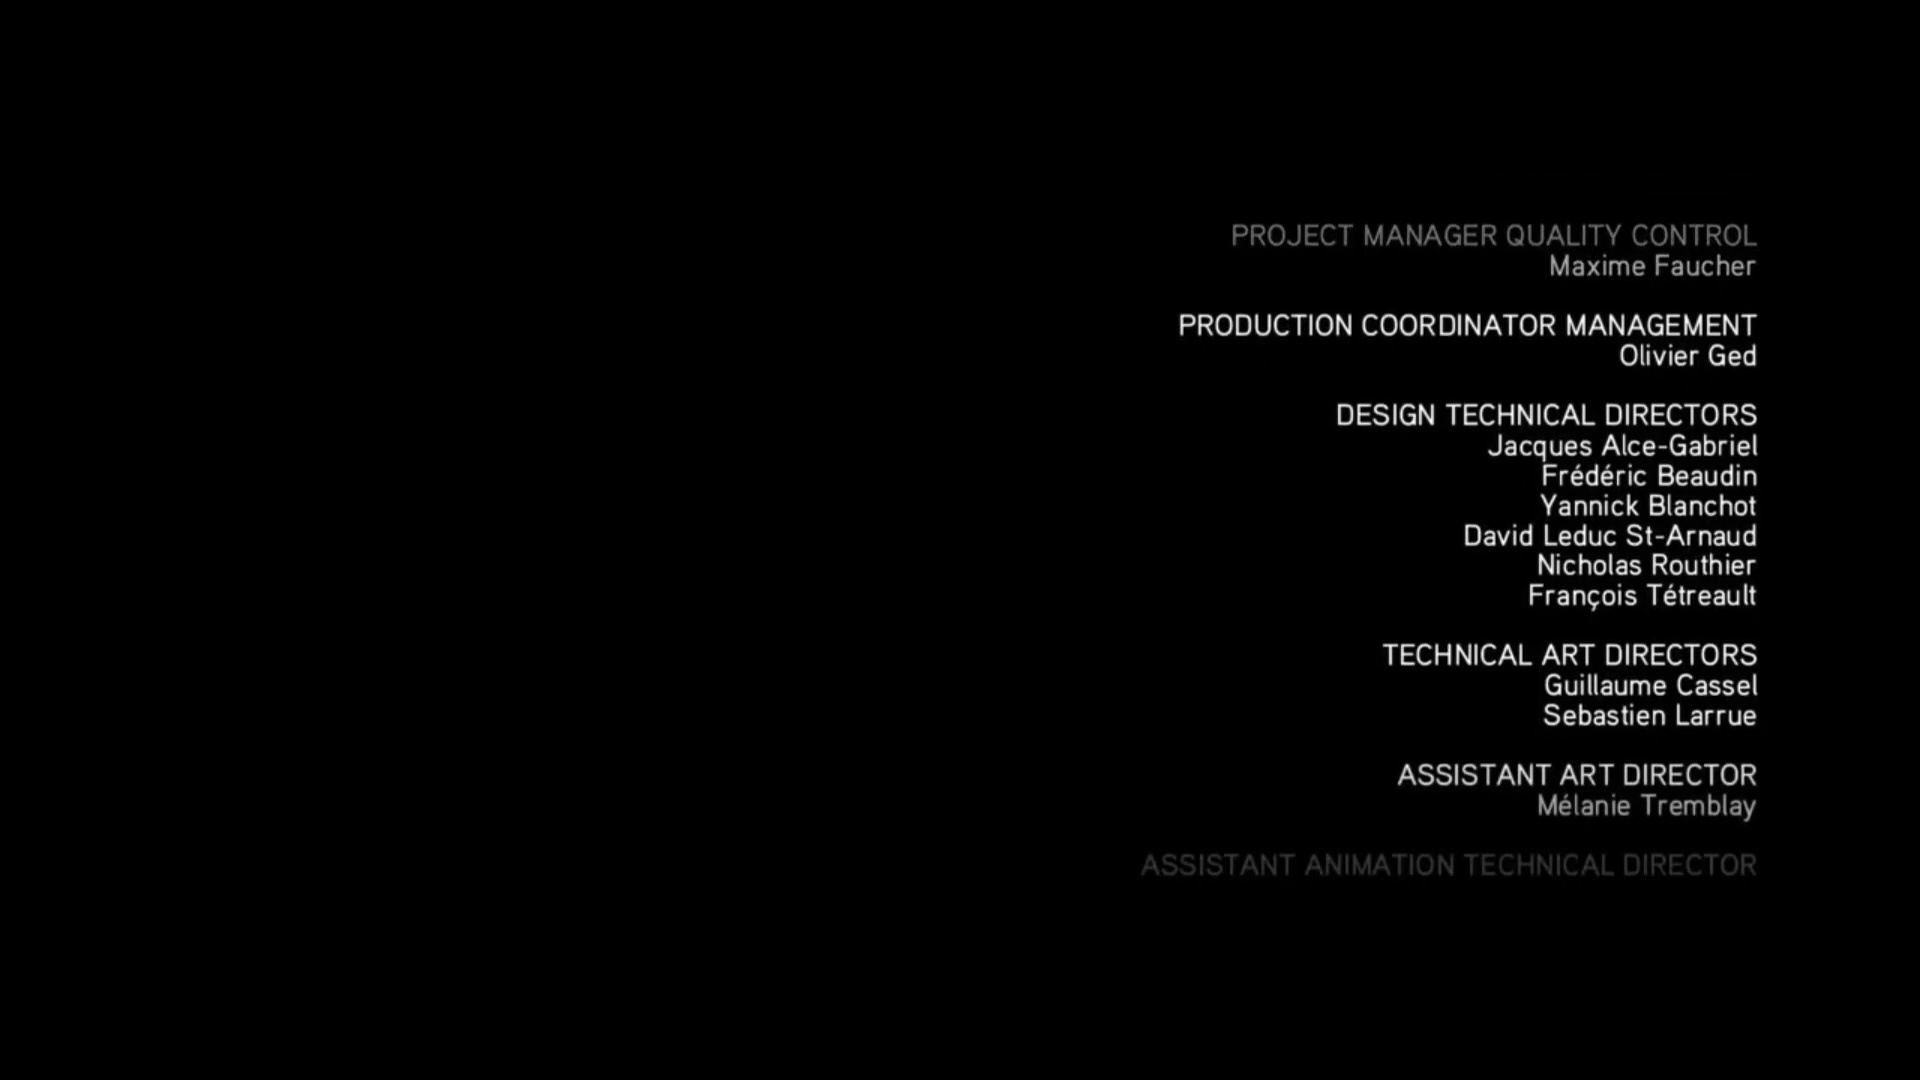 PROJECT MANAGER QUALITY CONTROL
Maxime Faucher
PRODUCTION COORDINATOR MANAGEMENT
Olivier Ged
DESIGN TECHNICAL DIRECTORS
Jacques Alce-Gabriel
Frédéric Beaudin
Yannick Blanchot
David Leduc St-Arnaud
Nicholas Routhier
François Tétreault
TECHNICAL ART DIRECTORS
Guillaume Cassel
Sebastien Larrue
ASSISTANT ART DIRECTOR
Mélanie Tremblay
ASSISTANT ANIMATION TECHNICAL DIRECTOR